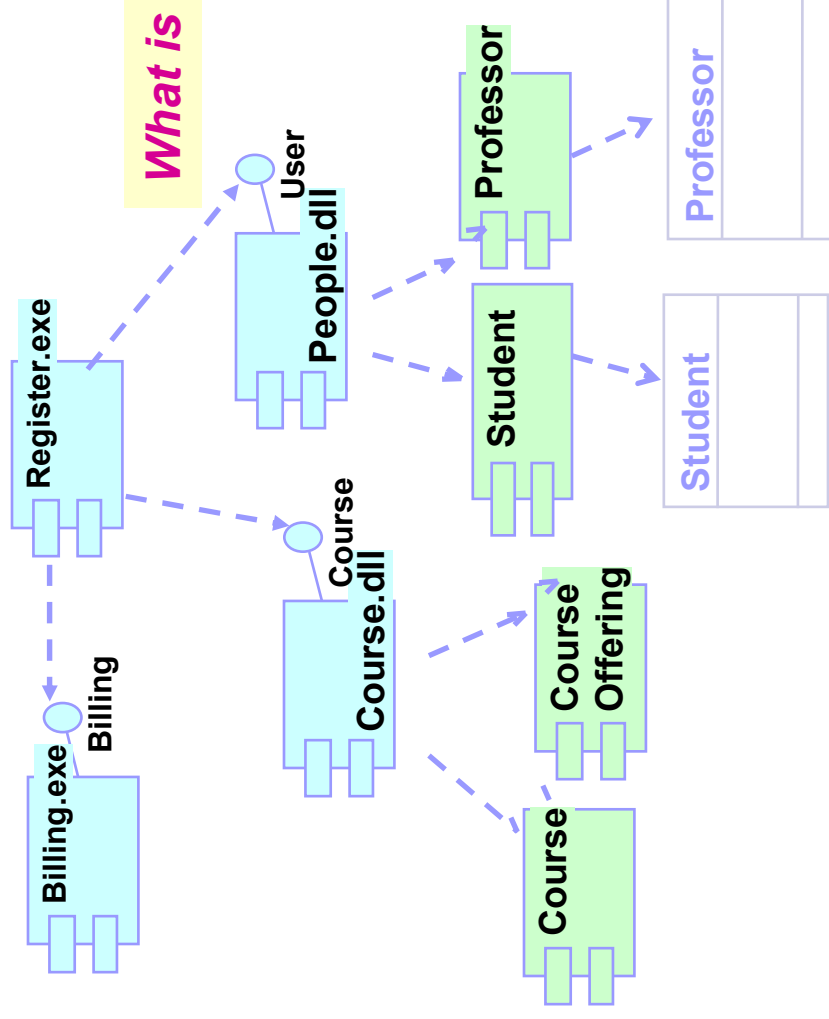 What is
Register.exe
Billing.exe
Billing
User
People.dll
Course
Course.dll
Professor
Student
Course
Offering
Course
Professor
Student